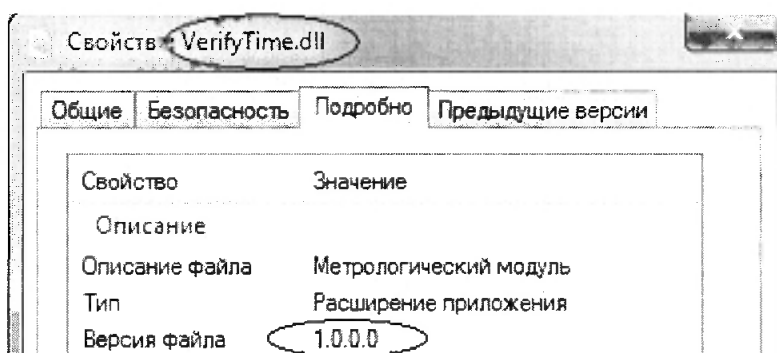 Свойств VerifyTime.dll
Общие Безопасность Подробно Предыдущие версии
Свойство Значение
Описание
Описание файла Метрологический модуль
Тип Расширение приложения
Версия файла 1.0.0.0